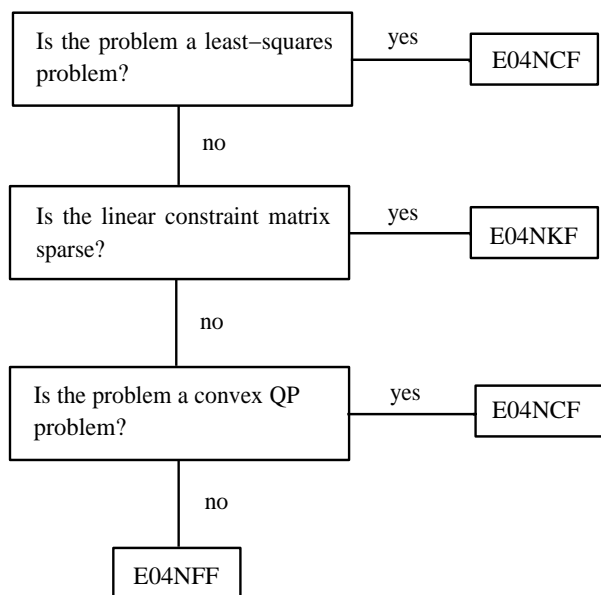 Is the problem a least–squares
problem?
yes
E04NCF
no
Is the linear constraint matrix
sparse?
yes
E04NKF
no
Is the problem a convex QP
problem?
yes
E04NCF
no
E04NFF